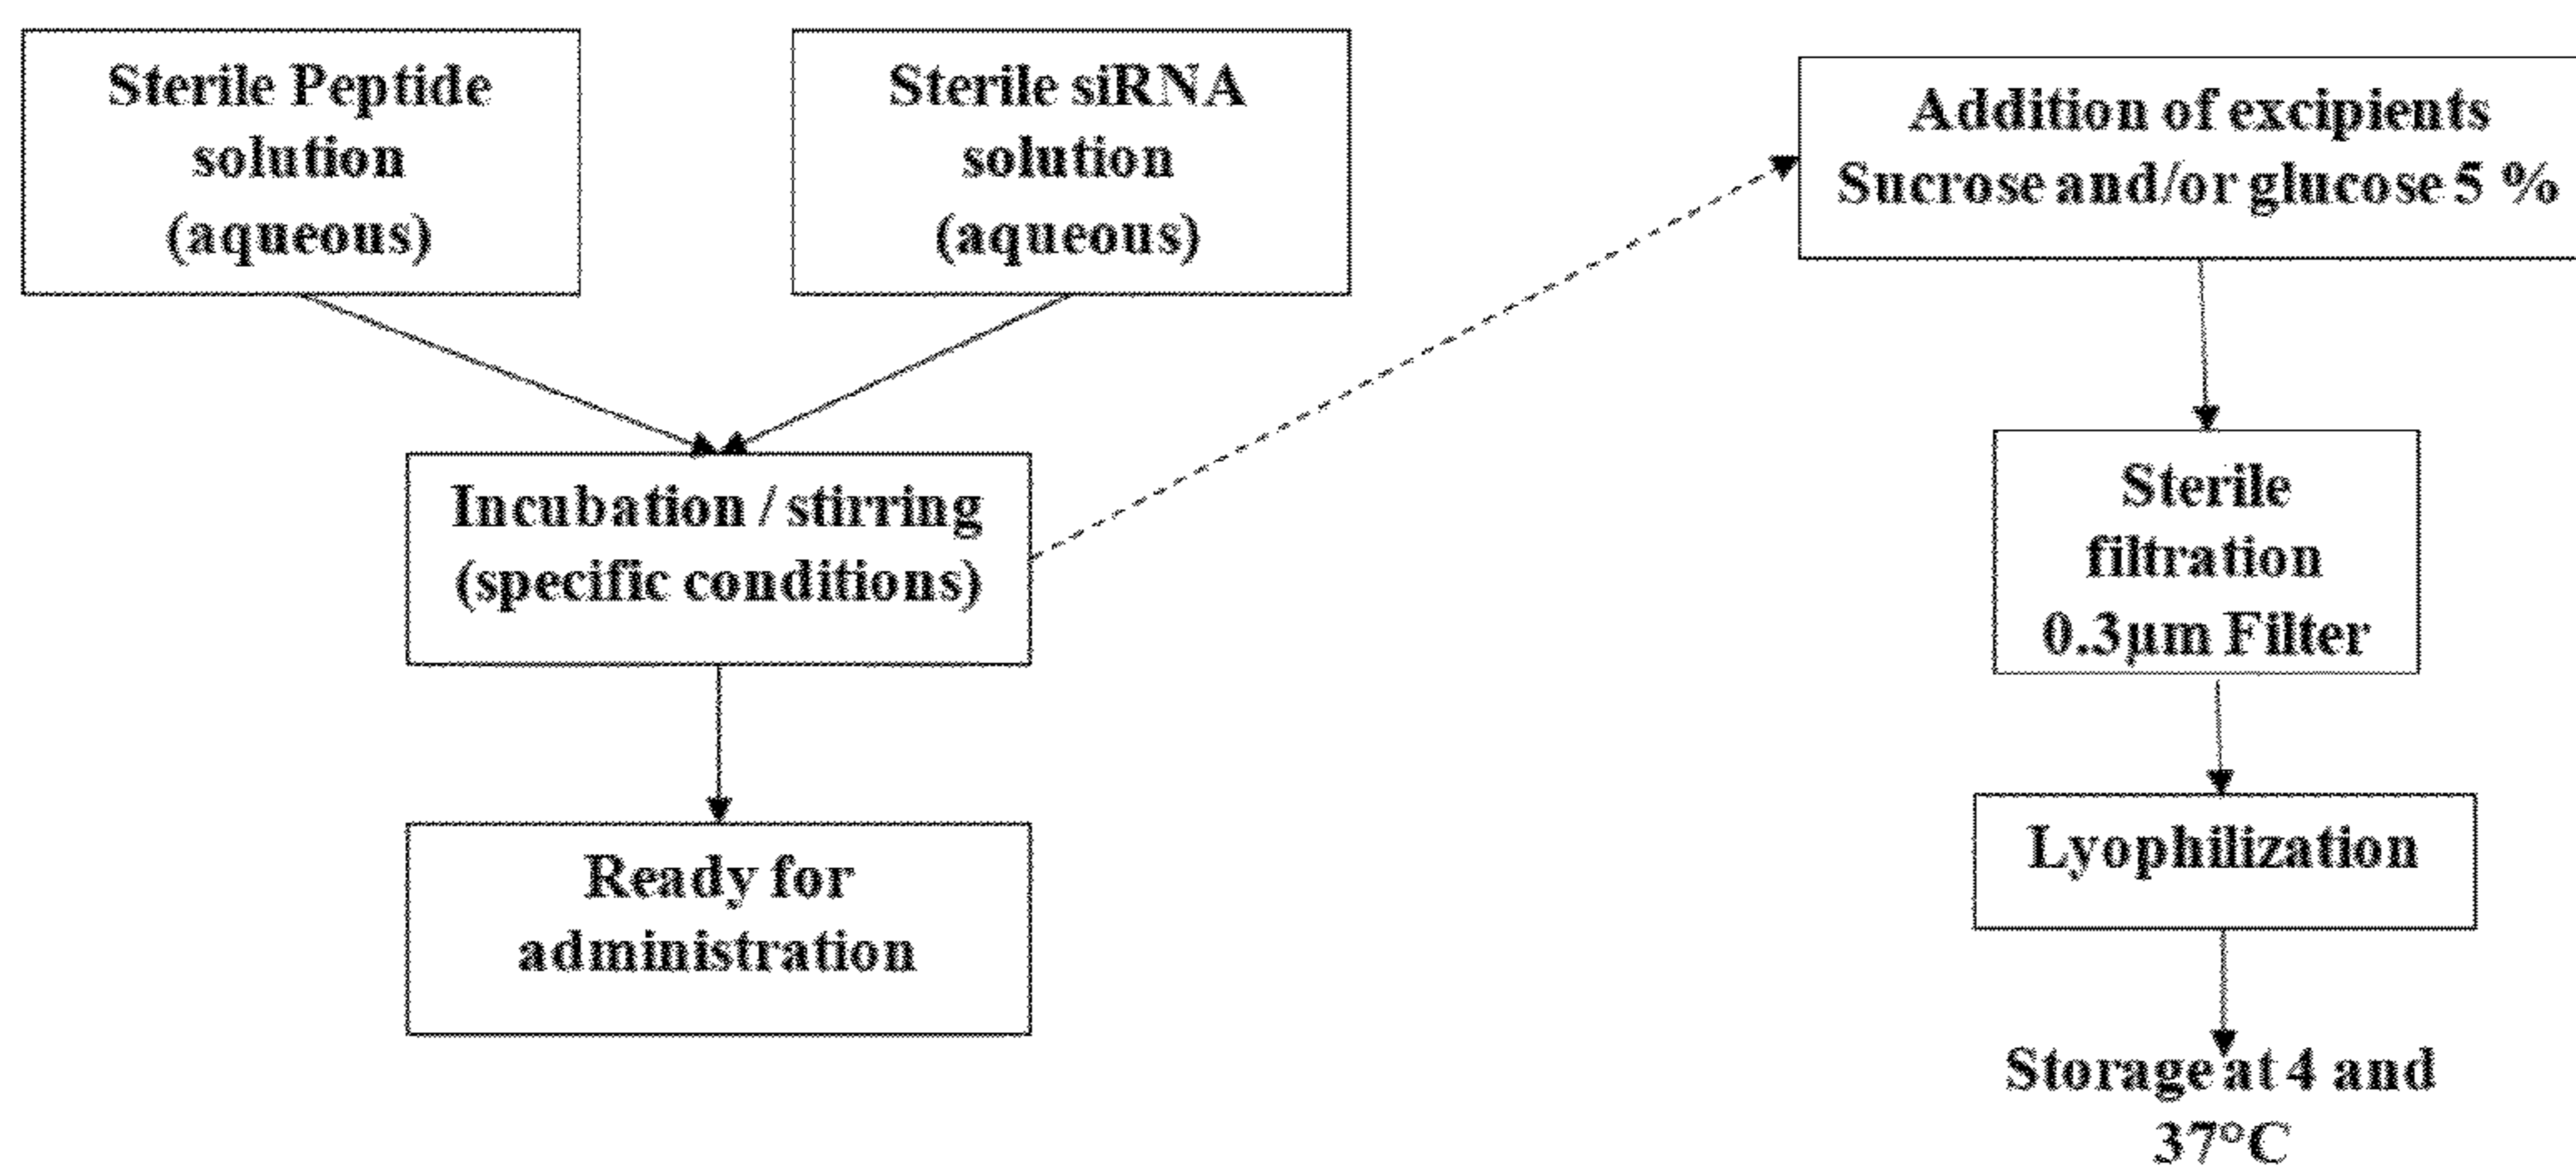 Sterile Peptide
solution
(aqueous)
Sterile siRNA
solution
(aqueous)
Incubation / stirring
(specific conditions)
Ready for
administration
Addition of excipients
Sucrose and/or glucose 5 %
Sterile
filtration
0.3µm Filter
Lyophilization
Storage at 4 and
37°C